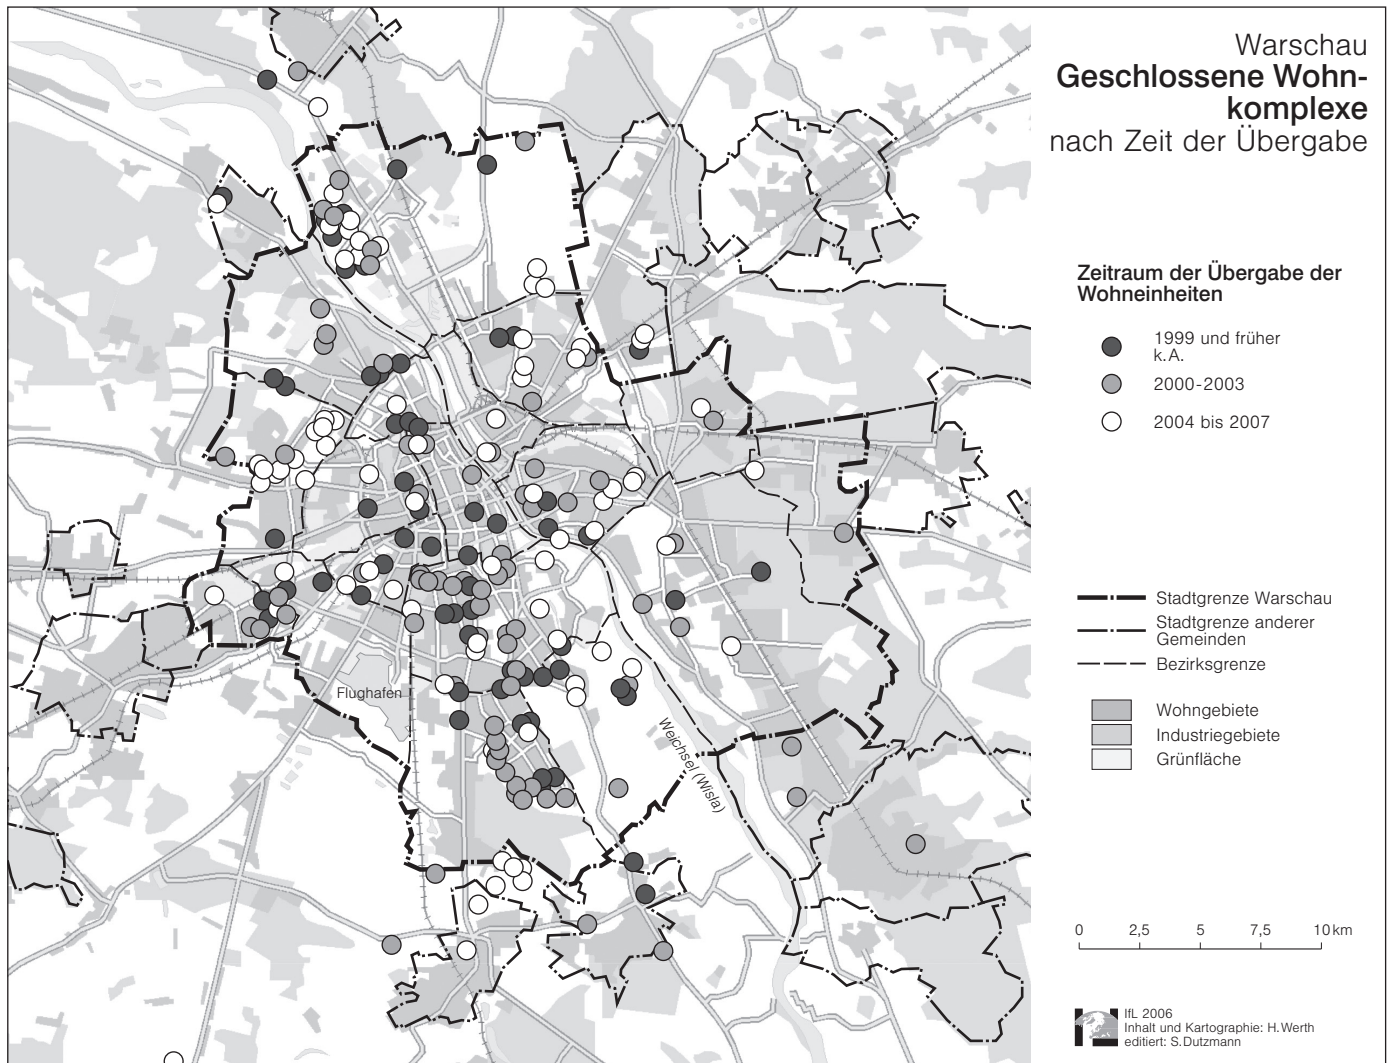 Warschau
Geschlossene Wohn-
komplexe
nach Zeit der Übergabe
Zeitraum der Übergabe der
Wohneinheiten
1999 und früher
k.A.
2000-2003
2004 bis 2007
Stadtgrenze Warschau
Stadtgrenze anderer
Gemeinden
Bezirksgrenze
Flughafen
Weichsel (Wisla)
Wohngebiete
Industriegebiete
Grünfläche
0 2,5 5 7,5 10 km
IfL 2006
Inhalt und Kartographie: H.Werth
editiert: S.Dutzmann